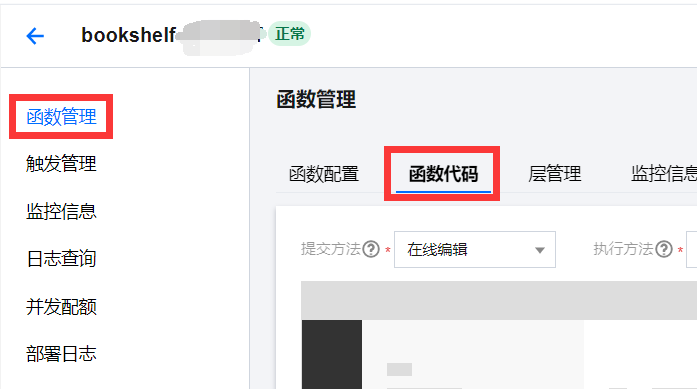 bookshelf- 正常
函数管理
触发管理
监控信息
日志查询
并发配额
部署日志
函数管理
函数配置 函数代码 层管理 监控信息
提交方法 ? * 在线编辑 执行方法 ? *